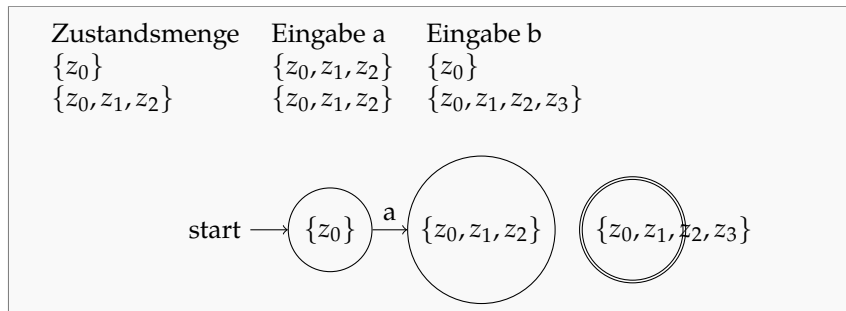 Zustandsmenge Eingabe a Eingabe b
{z₀} {z₀, z₁, z₂} {z₀}
{z₀, z₁, z₂} {z₀, z₁, z₂} {z₀, z₁, z₂, z₃}
a
start {z₀} {z₀, z₁, z₂} {z₀, z₁, z₂, z₃}